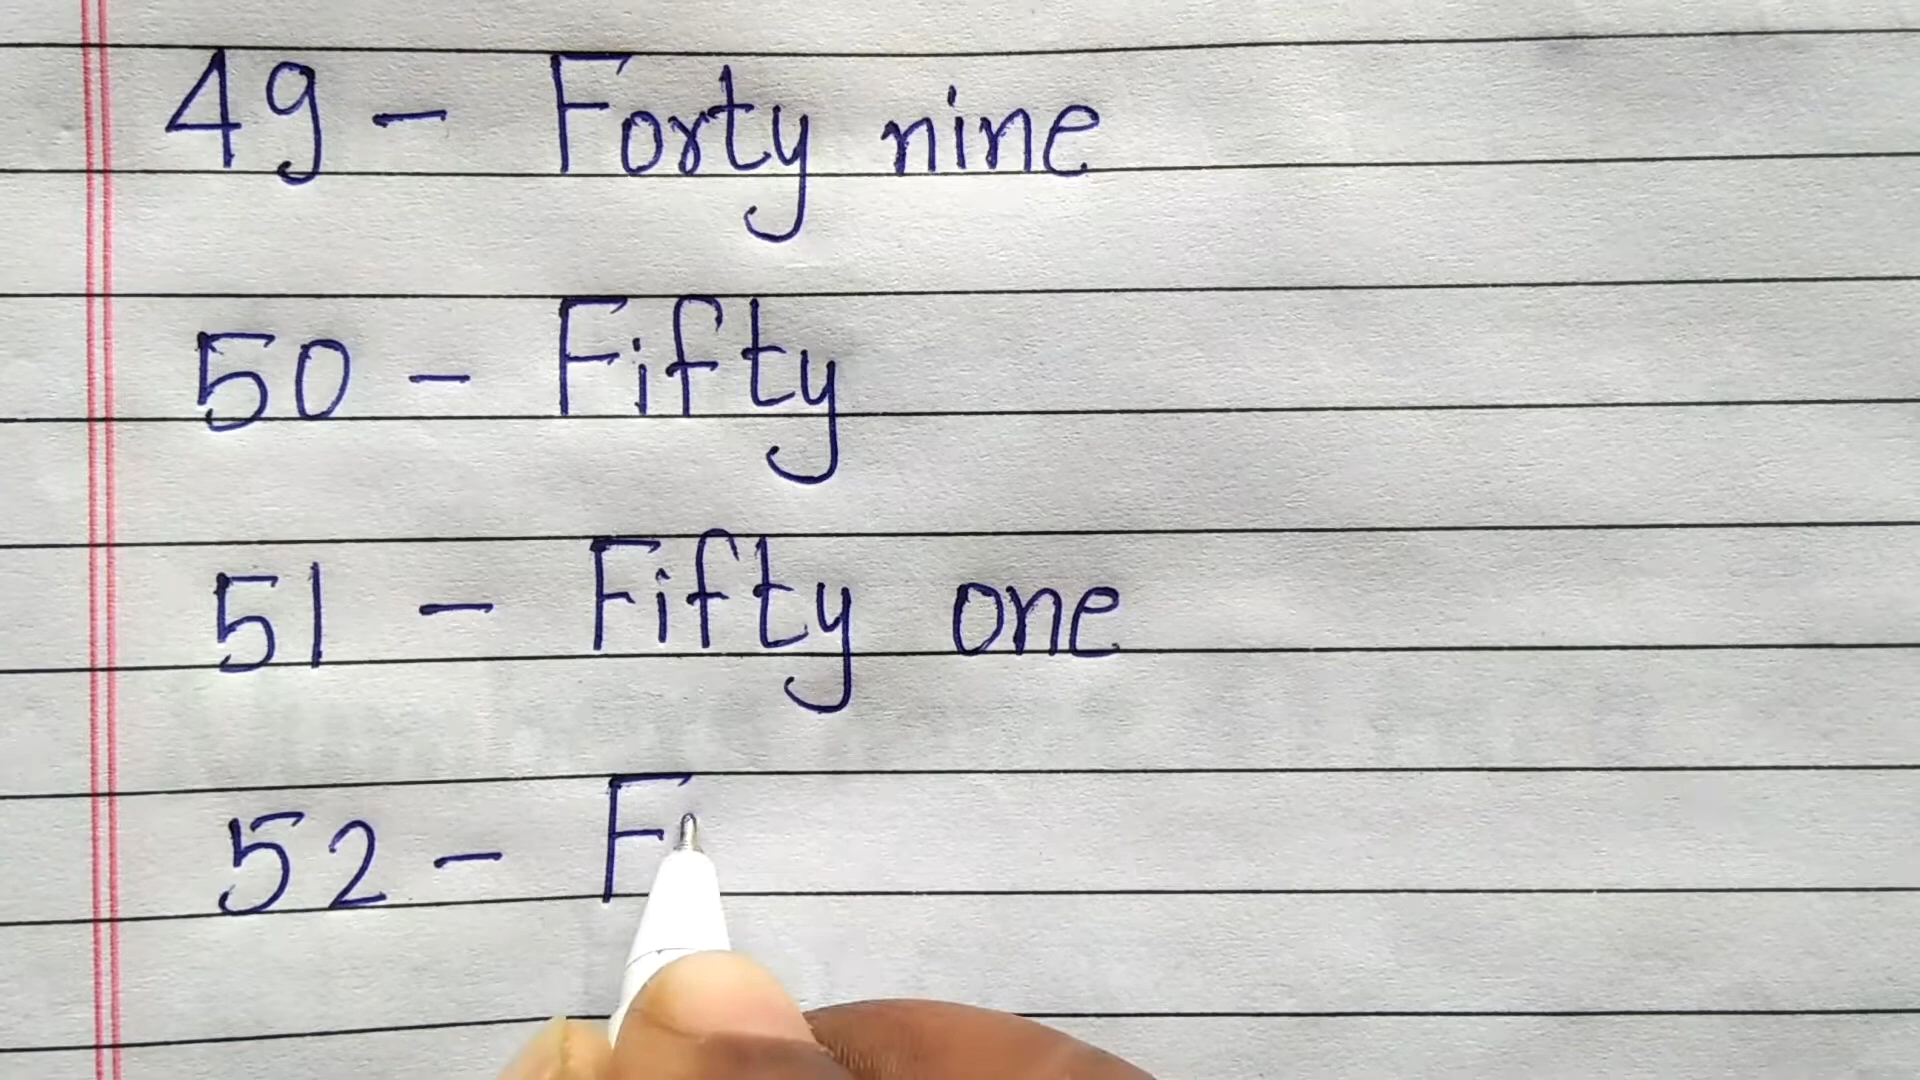 49 - Forty nine
50 - Fifty
51 - Fifty one
52 - F